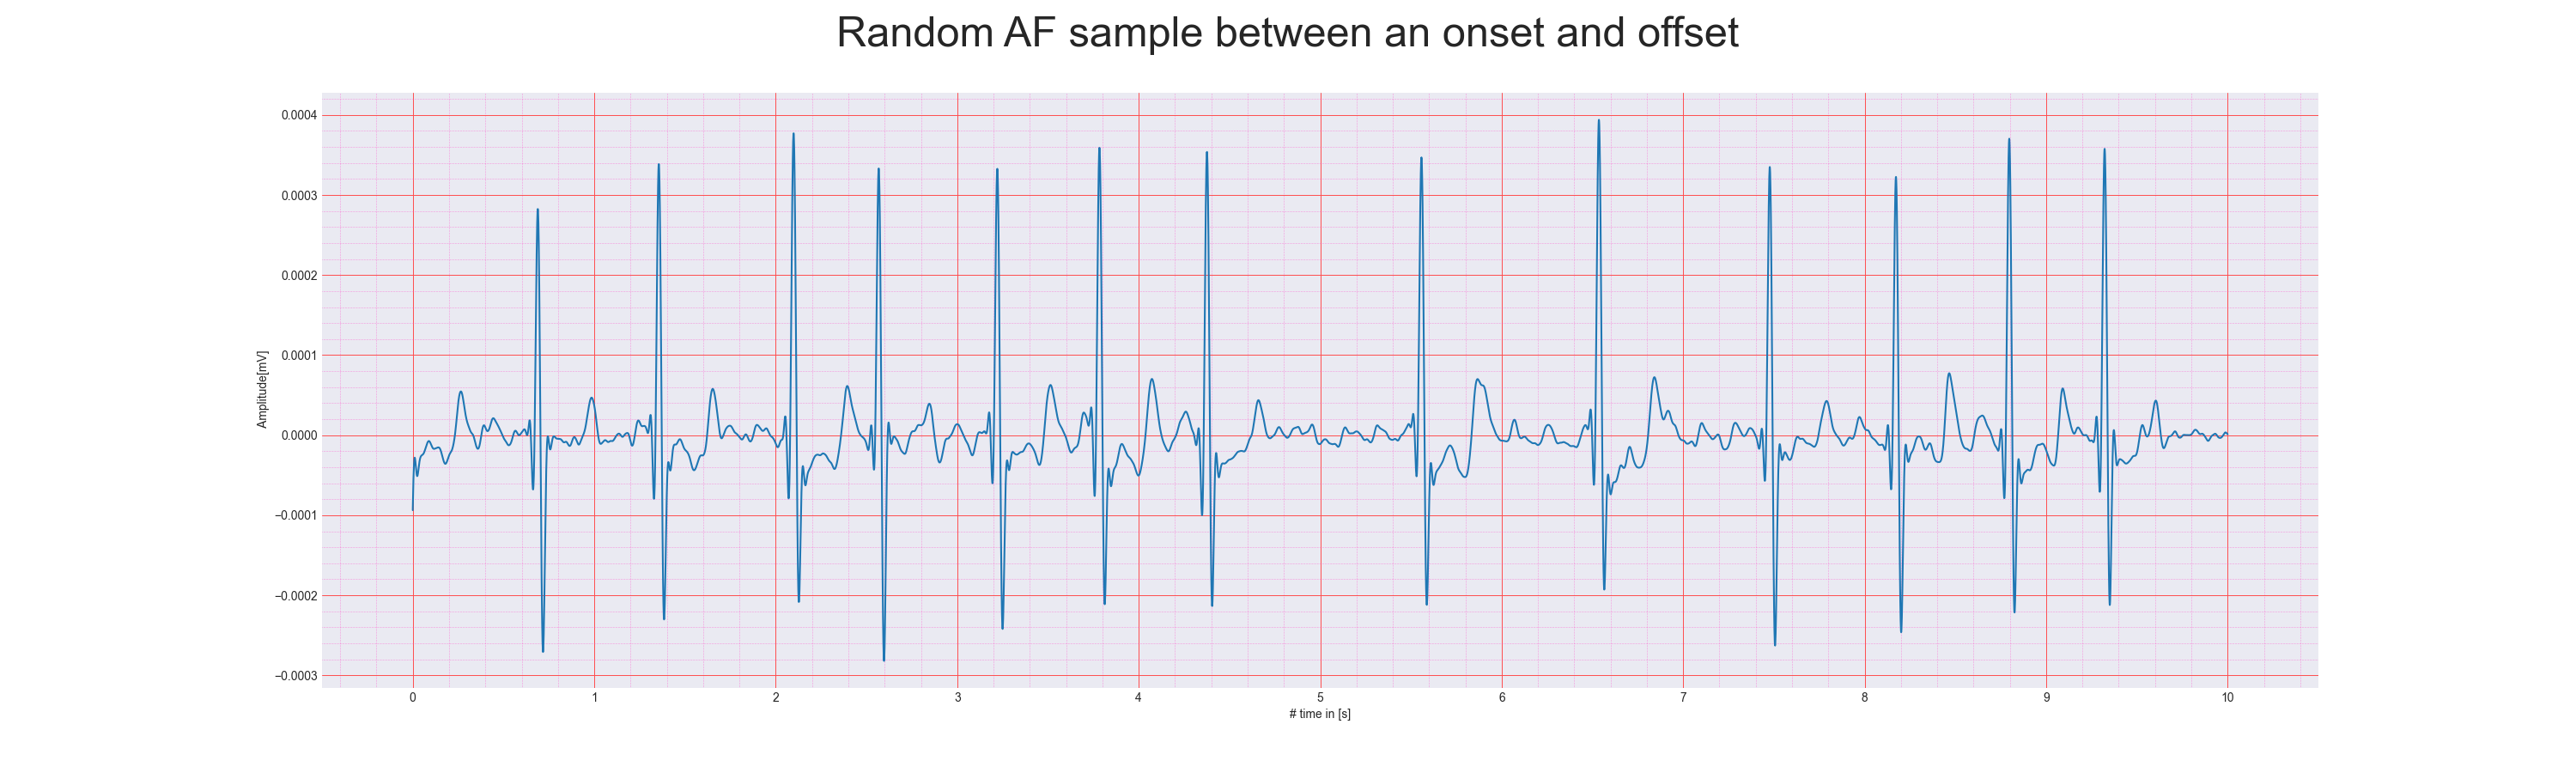 Random AF sample between an onset and offset
0.0004
0.0003
0.0002
0.0001
0.0000
−0.0001
−0.0002
−0.0003
Amplitude[mV]
0 1 2 3 4 5 6 7 8 9 10
# time in [s]